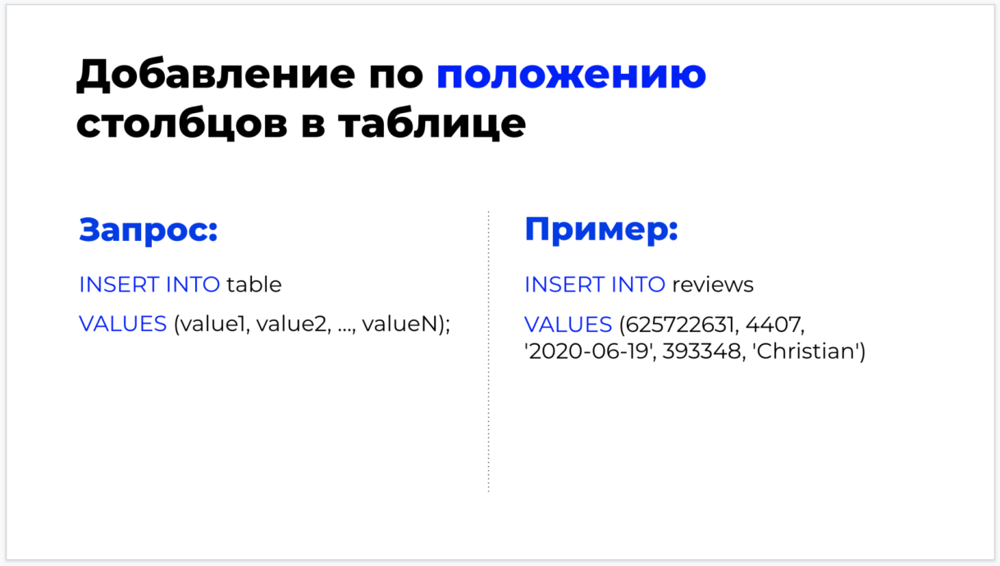 Добавление по положению
столбцов в таблице
Запрос:
INSERT INTO table
VALUES (value1, value2, ..., valueN);
Пример:
INSERT INTO reviews
VALUES (625722631, 4407,
'2020-06-19', 393348, 'Christian')